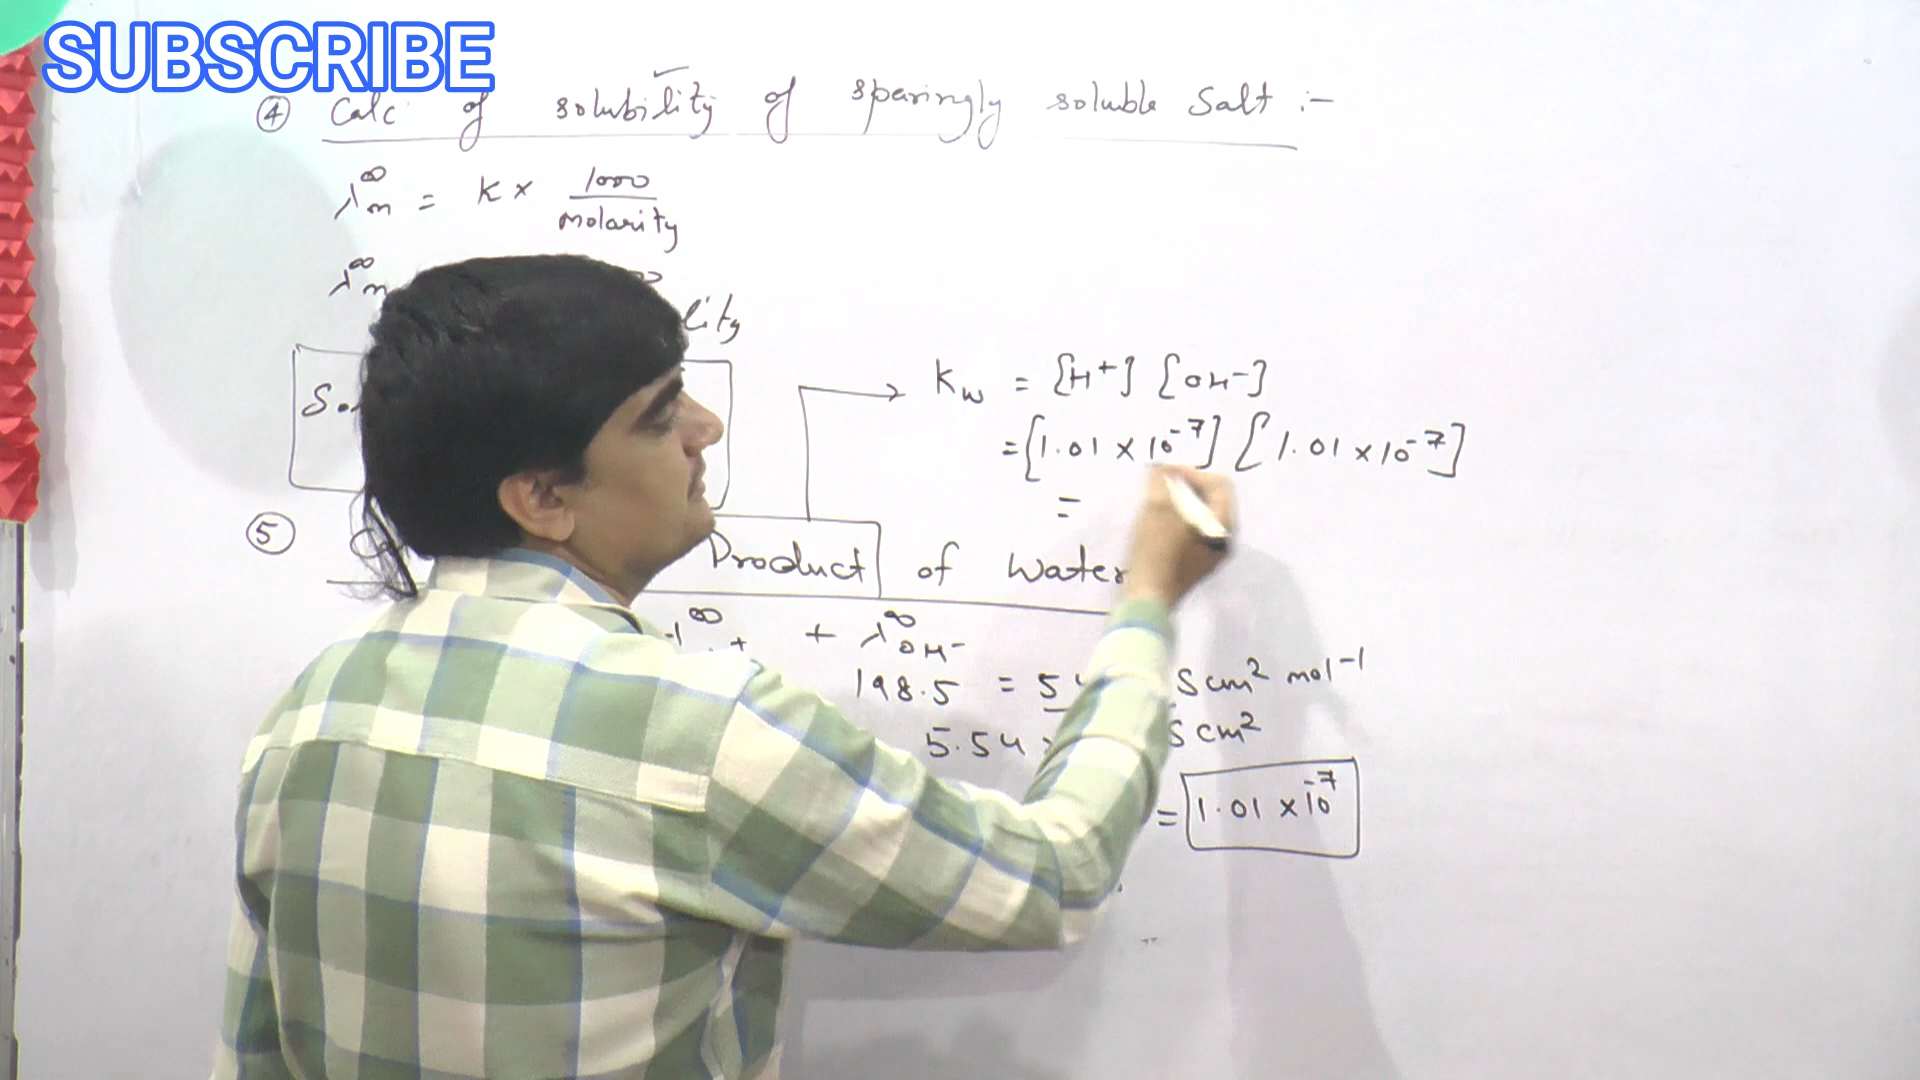 SUBSCRIBE
④ Calc of solubility of sparingly soluble Salt :-
λ∞m = K × 1000 / molarity
λ∞m
lity
Kw = [H+] [OH-]
= [1.01 × 10-7] [1.01 × 10-7]
=
⑤ Product of Water
∞ + + λ∞OH-
198.5 = 5 S cm2 mol-1
5.54 S cm2
= 1.01 × 10-7